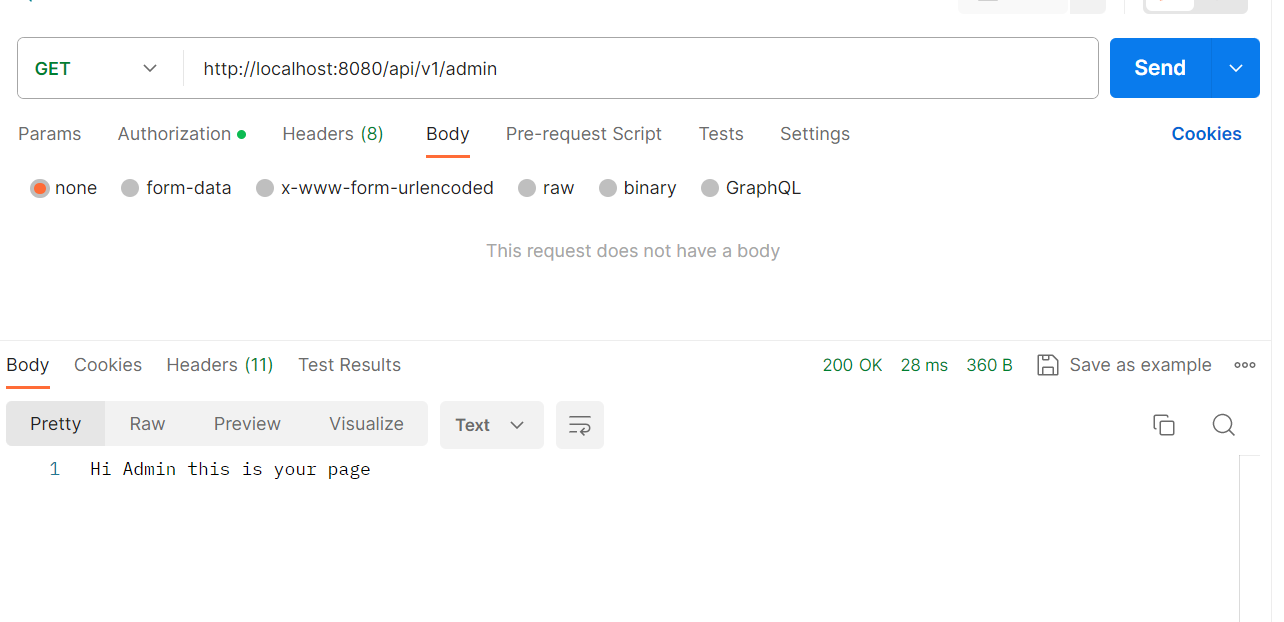 GET http://localhost:8080/api/v1/admin Send
Params Authorization Headers (8) Body Pre-request Script Tests Settings Cookies
none form-data x-www-form-urlencoded raw binary GraphQL
This request does not have a body
Body Cookies Headers (11) Test Results 200 OK 28 ms 360 B Save as example
Pretty Raw Preview Visualize Text
1 Hi Admin this is your page